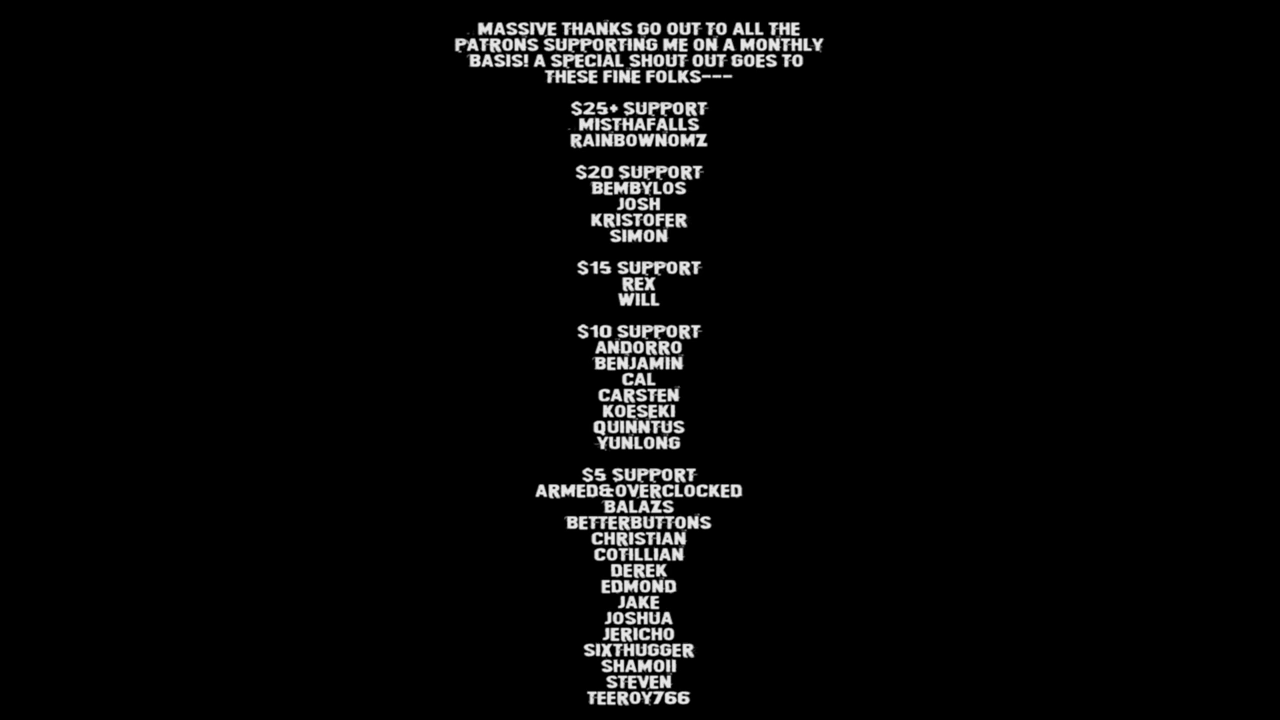 MASSIVE THANKS GO OUT TO ALL THE
PATRONS SUPPORTING ME ON A MONTHLY
BASIS! A SPECIAL SHOUT OUT GOES TO
THESE FINE FOLKS---
$25+ SUPPORT
MISTHAFALLS
RAINBOWNOMZ
$20 SUPPORT
BEMBYLOS
JOSH
KRISTOFER
SIMON
$15 SUPPORT
REX
WILL
$10 SUPPORT
ANDORRO
BENJAMIN
CAL
CARSTEN
KOESEKI
QUINNTUS
YUNLONG
$5 SUPPORT
ARMED&OVERCLOCKED
BALAZS
BETTERBUTTONS
CHRISTIAN
COTILLIAN
DEREK
EDMOND
JAKE
JOSHUA
JERICHO
SIXTHUGGER
SHAMOII
STEVEN
TEEROY766